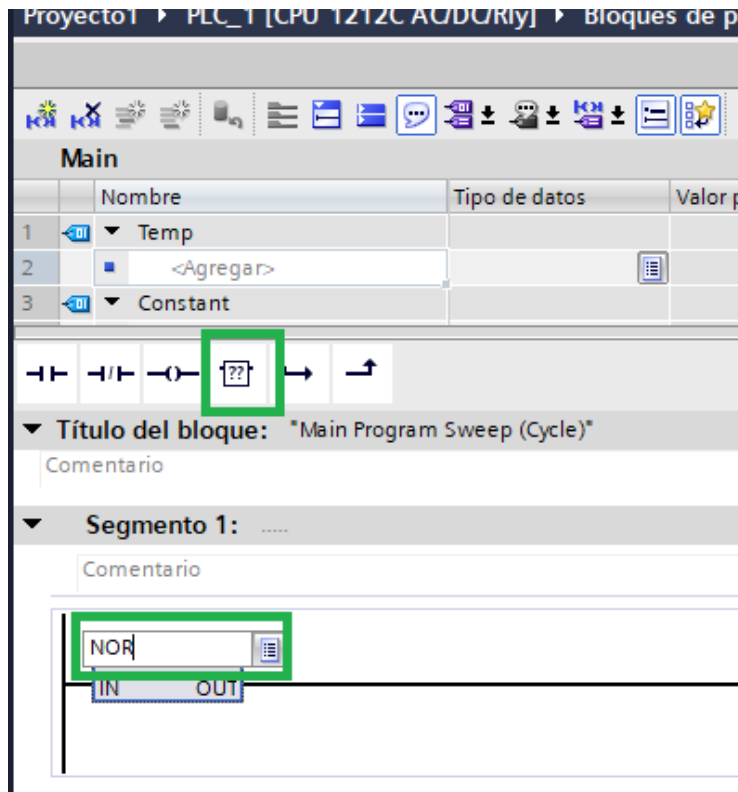 Proyecto1 ▸ PLC_1 [CPU 1212C AC/DC/Rly] ▸ Bloques de p
Main
Nombre Tipo de datos Valor p
1 Temp
2 <Agregar>
3 Constant
??
Título del bloque: "Main Program Sweep (Cycle)"
Comentario
Segmento 1: .....
Comentario
NOR
IN OUT